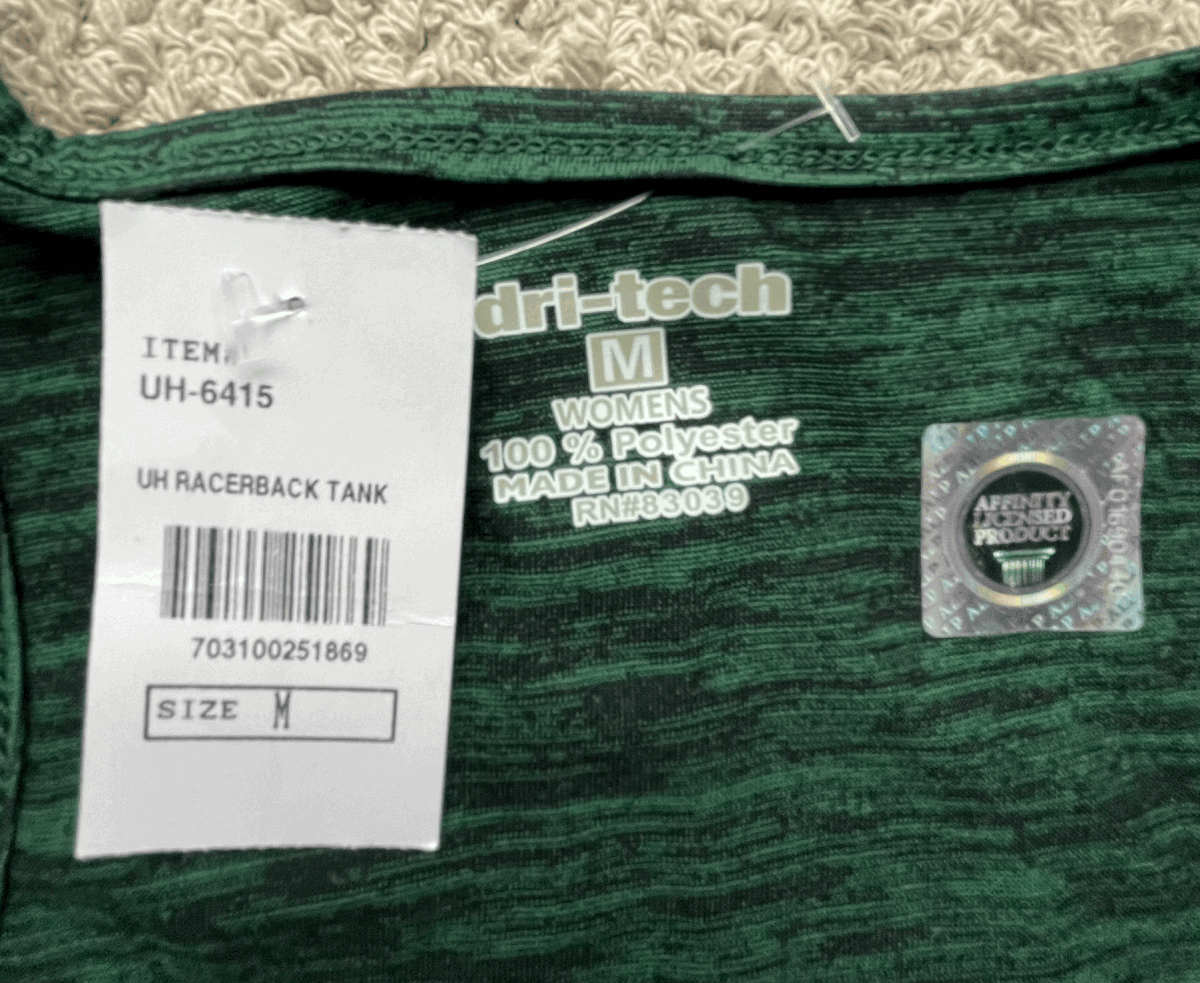 ITEM
UH-6415
UH RACERBACK TANK
703100251869
SIZE M
dri-tech
M
WOMENS
100 % Polyester
MADE IN CHINA
RN#83039
AFFINITY
LICENSED
PRODUCT